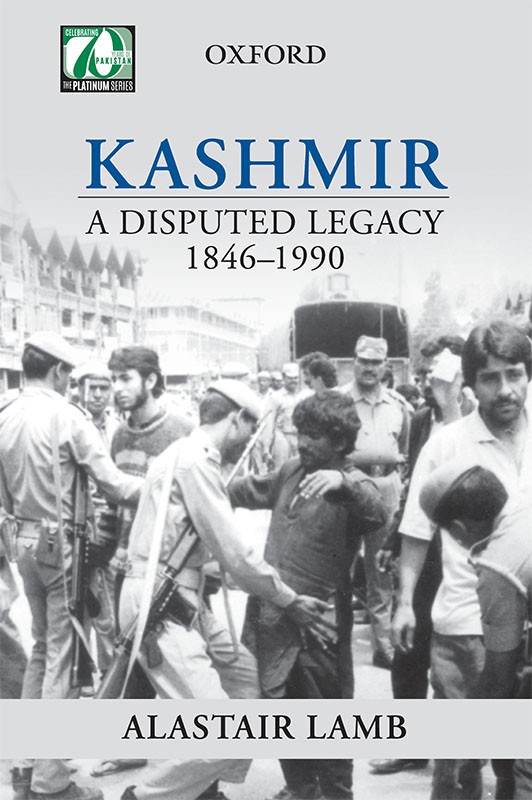 CELEBRATING
70
YEARS OF
PAKISTAN
THE PLATINUM SERIES
OXFORD
KASHMIR
A DISPUTED LEGACY
1846–1990
ALASTAIR LAMB